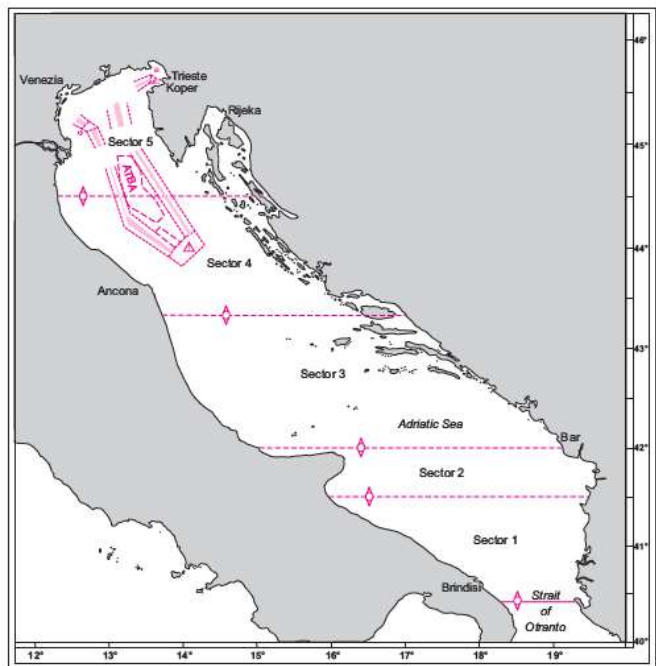 46°
Trieste
Venezia
Koper
Rijeka
Sector 5
45°
ATBA
44°
Sector 4
Ancona
43°
Sector 3
Adriatic Sea
Bar
42°
Sector 2
Sector 1
41°
Brindisi
Strait
of
Otranto
40°
12° 13° 14° 15° 16° 17° 18° 19°